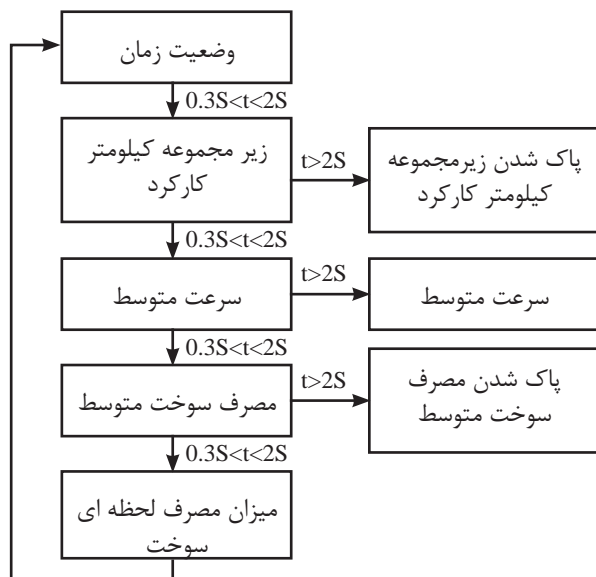 وضعیت زمان
0.3S<t<2S
زیر مجموعه کیلومتر
کارکرد
t>2S
پاک شدن زیرمجموعه
کیلومتر کارکرد
0.3S<t<2S
سرعت متوسط
t>2S
سرعت متوسط
0.3S<t<2S
مصرف سوخت متوسط
t>2S
پاک شدن مصرف
سوخت متوسط
0.3S<t<2S
میزان مصرف لحظه ای
سوخت